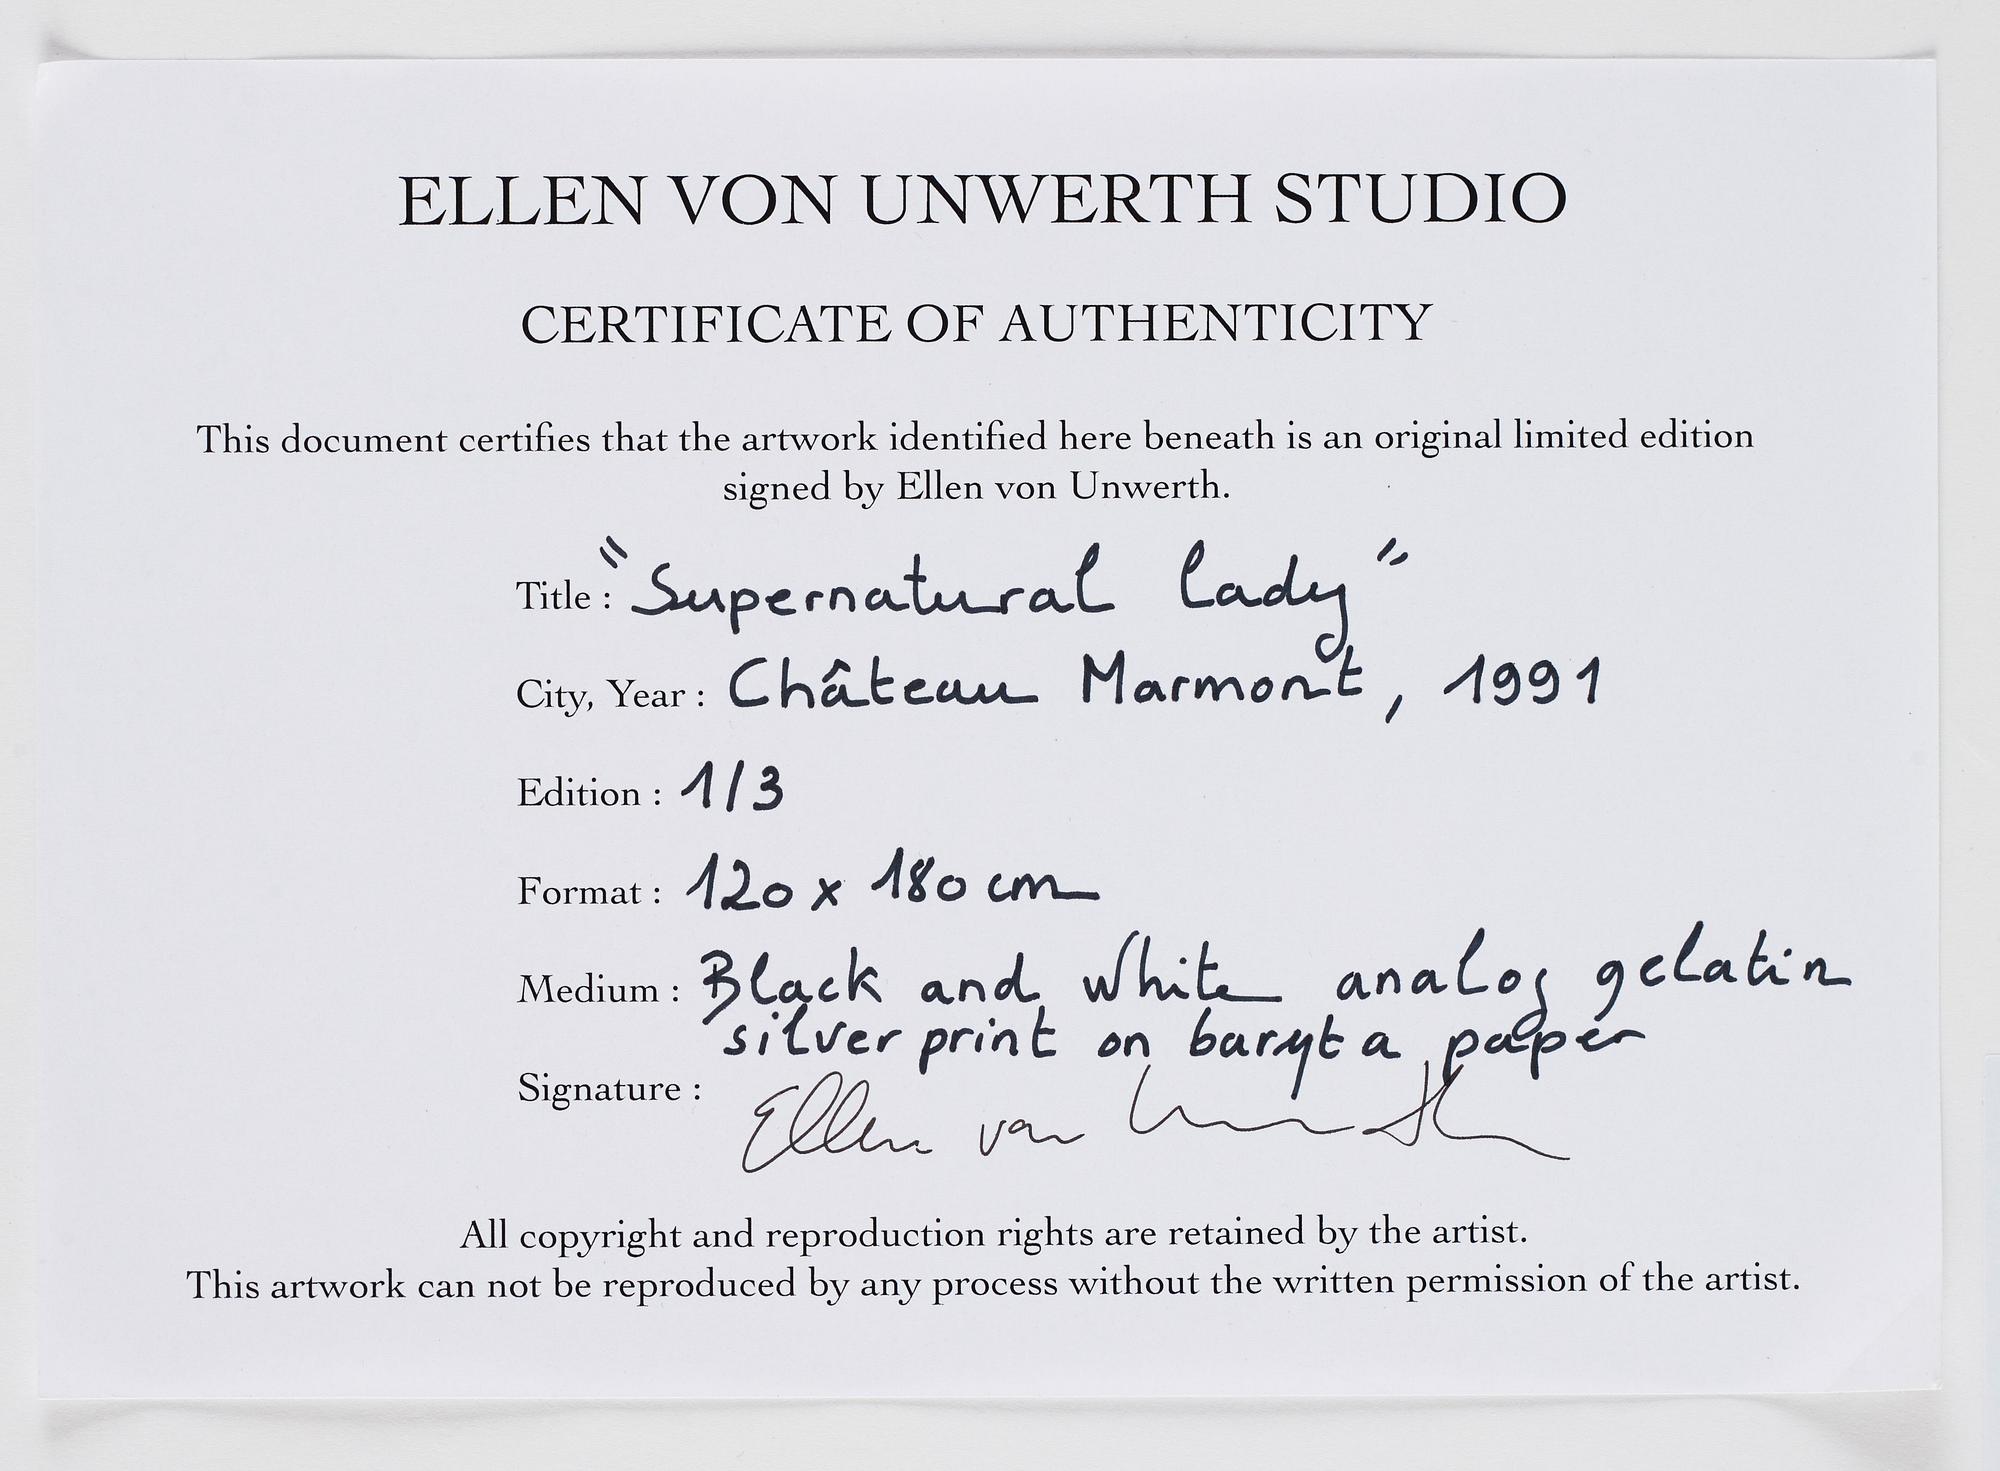 ELLEN VON UNWERTH STUDIO
CERTIFICATE OF AUTHENTICITY
This document certifies that the artwork identified here beneath is an original limited edition
signed by Ellen von Unwerth.
Title : "Supernatural lady"
City, Year : Château Marmont, 1991
Edition : 1/3
Format : 120 x 180 cm
Medium : Black and white analog gelatin
silver print on baryta paper
Signature : Ellen von Unwerth
All copyright and reproduction rights are retained by the artist.
This artwork can not be reproduced by any process without the written permission of the artist.